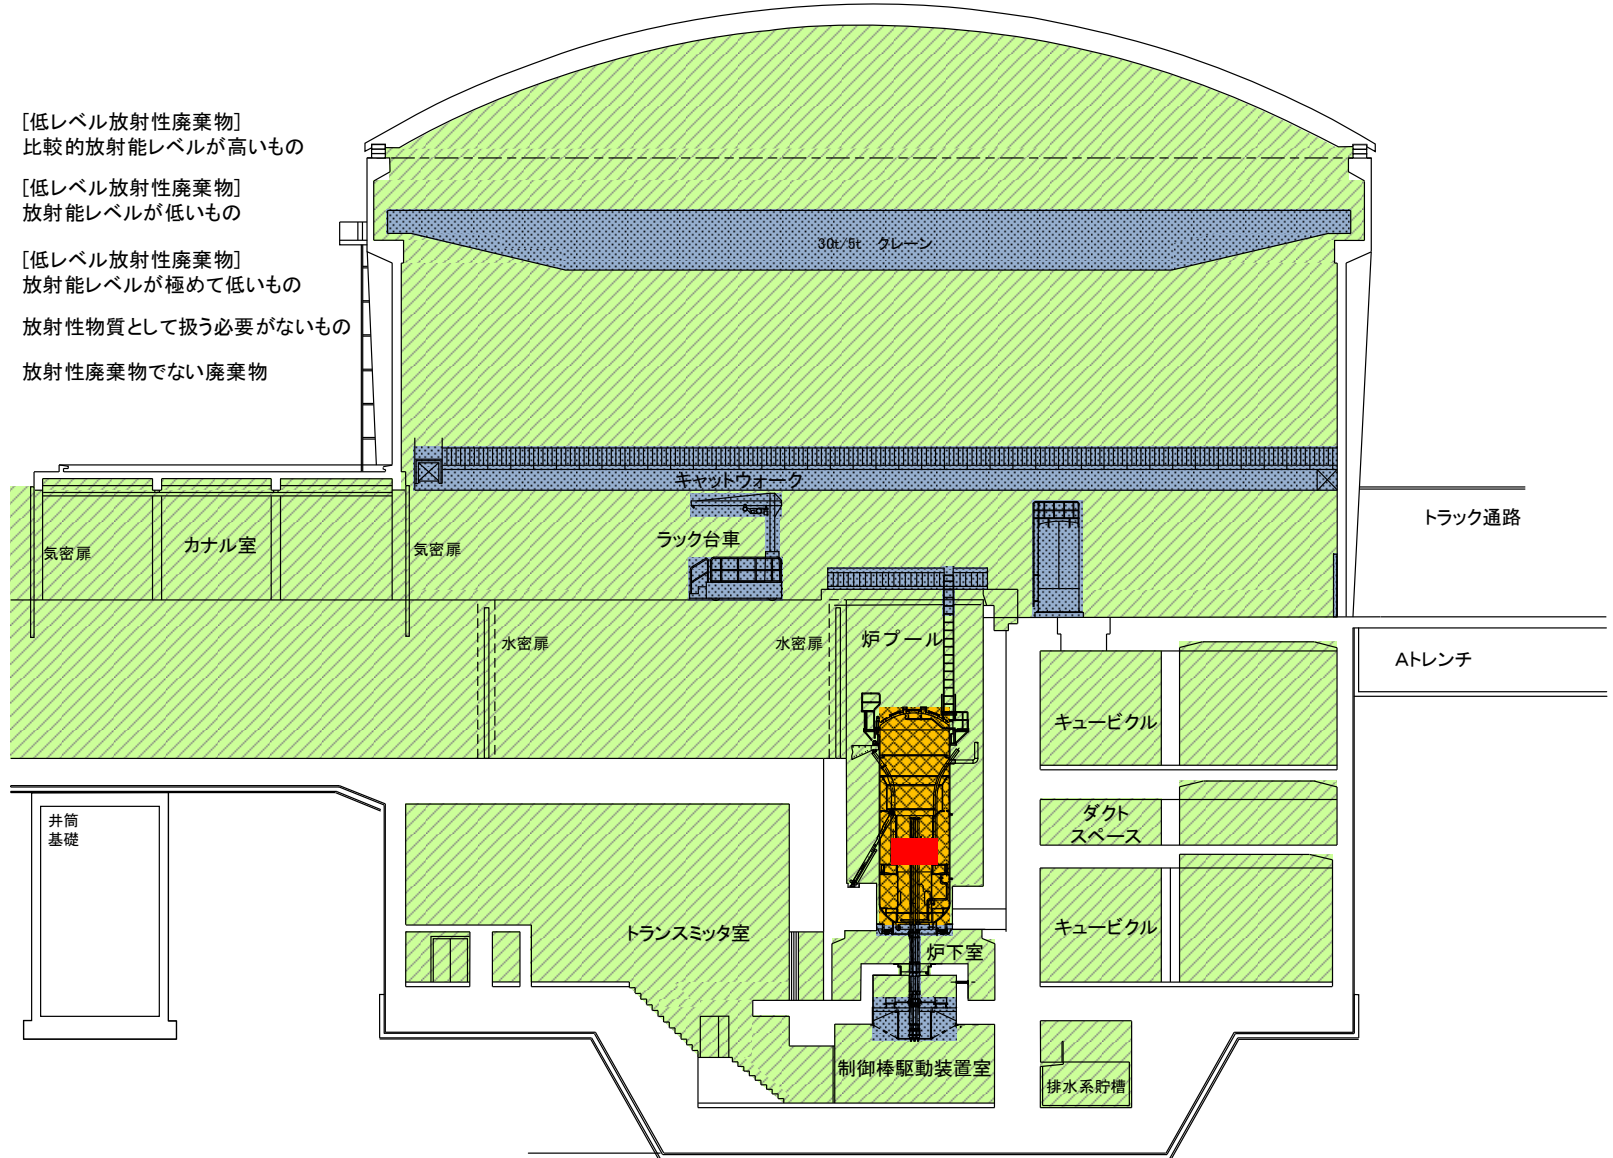 [低レベル放射性廃棄物]
比較的放射能レベルが高いもの
[低レベル放射性廃棄物]
放射能レベルが低いもの
[低レベル放射性廃棄物]
放射能レベルが極めて低いもの
放射性物質として扱う必要がないもの
放射性廃棄物でない廃棄物
30t/5t クレーン
キャットウォーク
トラック通路
気密扉
カナル室
気密扉
ラック台車
水密扉
水密扉
炉プール
Aトレンチ
キュービクル
井筒
基礎
ダクト
スペース
トランスミッタ室
炉下室
キュービクル
制御棒駆動装置室
排水系貯槽